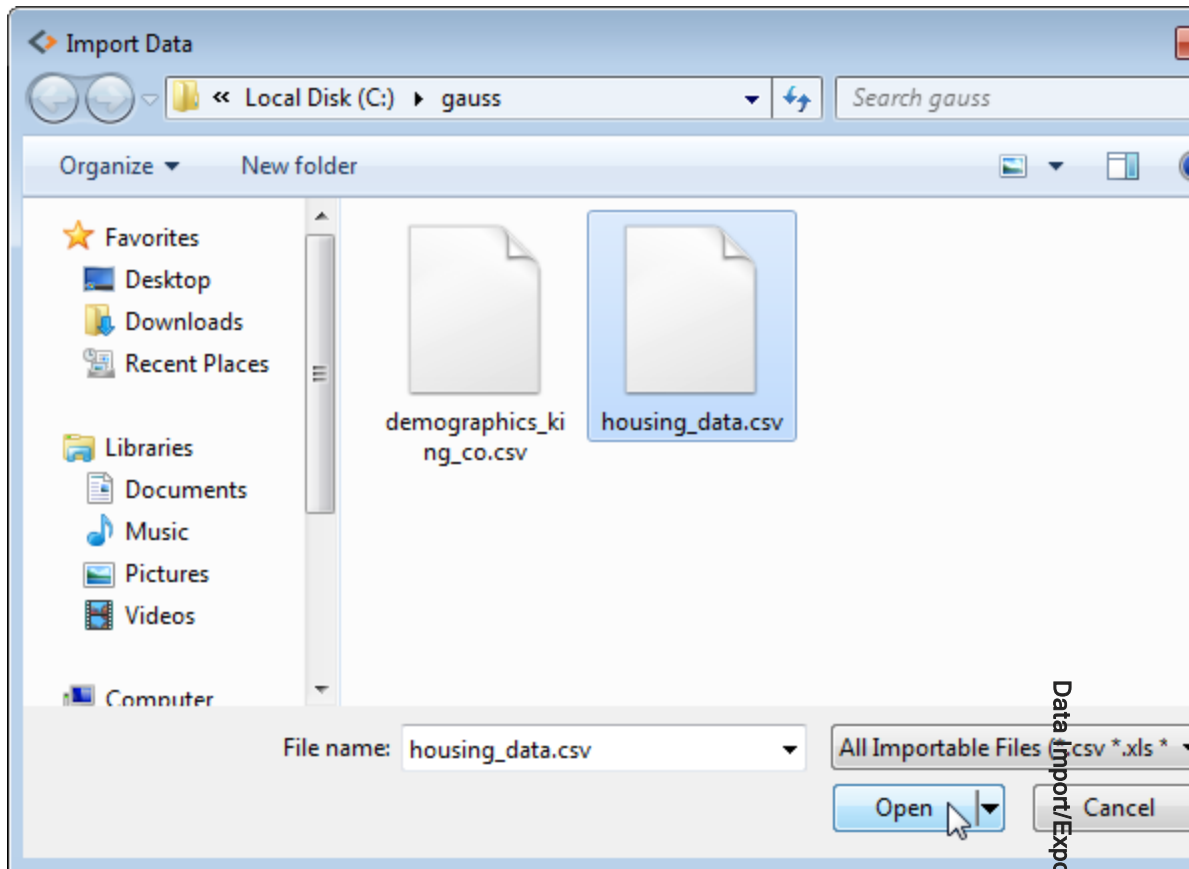 Import Data
« Local Disk (C:) ▸ gauss
Search gauss
Organize
New folder
Favorites
Desktop
Downloads
Recent Places
Libraries
Documents
Music
Pictures
Videos
Computer
demographics_ki
ng_co.csv
housing_data.csv
File name: housing_data.csv
All Importable Files (*.csv *.xls *
Open
Cancel
Data Import/Expo